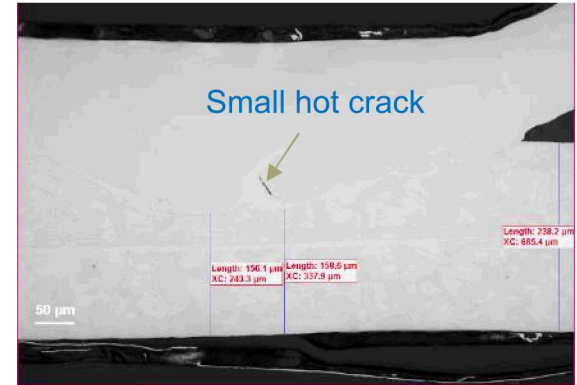 Small hot crack
Length: 238.2 µm
XC: 685.4 µm
Length: 156.1 µm
XC: 243.3 µm
Length: 158.6 µm
XC: 337.9 µm
50 µm